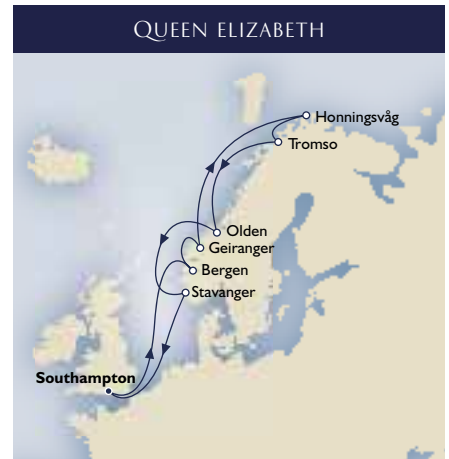 QUEEN ELIZABETH
Honningsvåg
Tromso
Olden
Geiranger
Bergen
Stavanger
Southampton